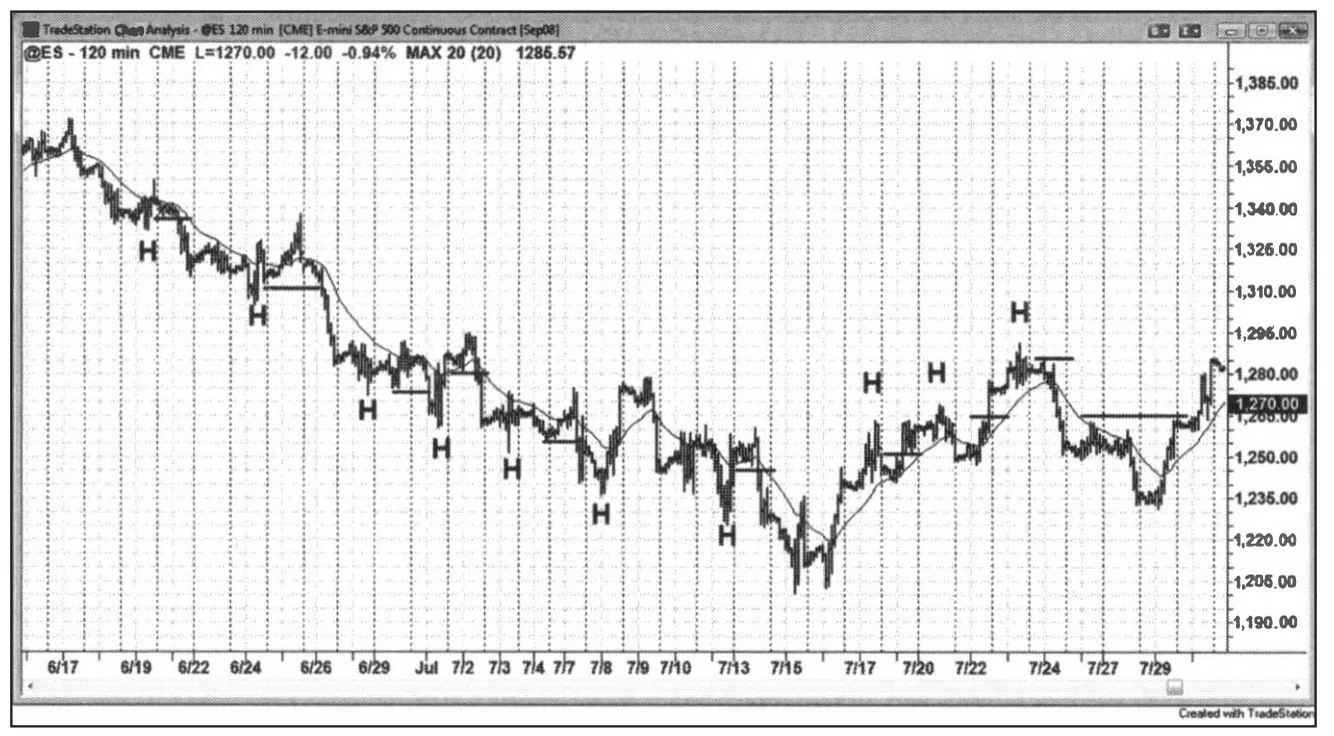 TradeStation Chart Analysis - @ES 120 min [CME] E-mini S&P 500 Continuous Contract [Sep08]
@ES - 120 min CME L=1270.00 -12.00 -0.94% MAX 20 (20) 1285.57
1,385.00
1,370.00
1,355.00
1,340.00
1,325.00
1,310.00
1,295.00
1,280.00
1,270.00
1,265.00
1,250.00
1,235.00
1,220.00
1,205.00
1,190.00
H
H
H
H
H
H
H
H
H
H
6/17 6/19 6/22 6/24 6/26 6/29 Jul 7/2 7/3 7/4 7/7 7/8 7/9 7/10 7/13 7/15 7/17 7/20 7/22 7/24 7/27 7/29
Created with TradeStation